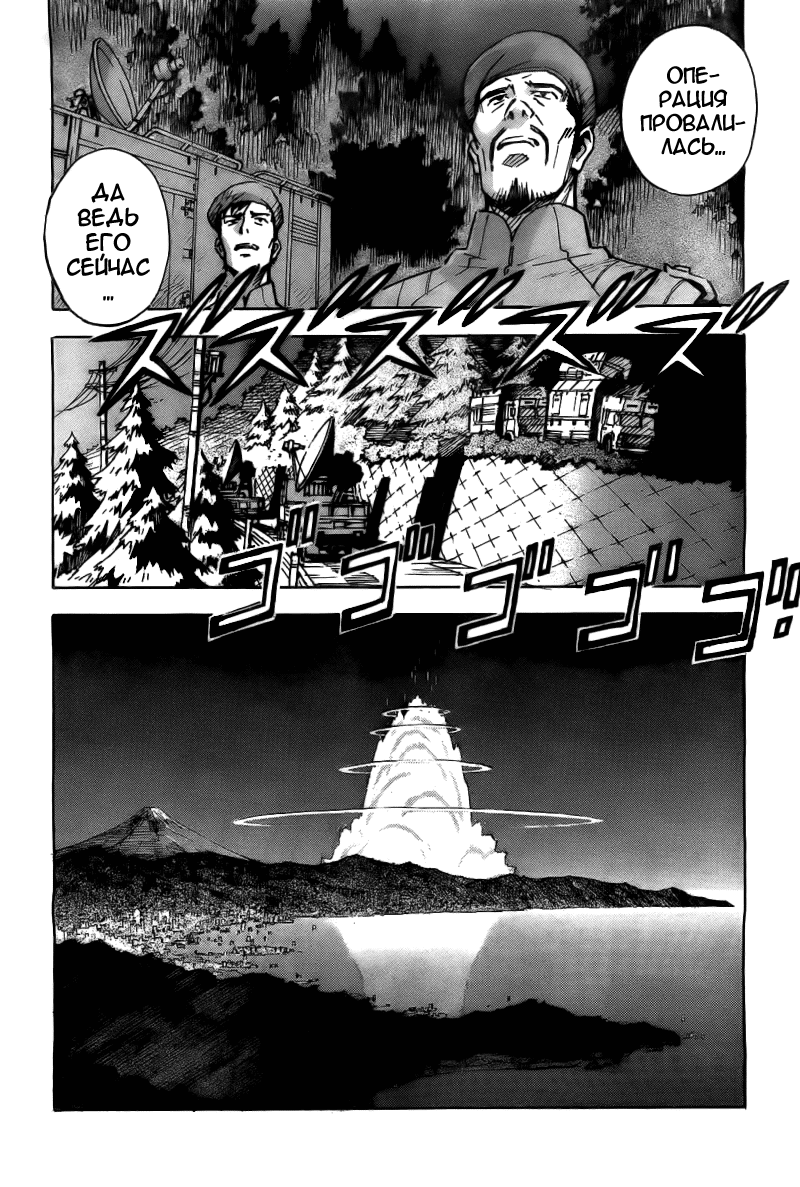 ОПЕ-
РАЦИЯ
ПРОВАЛИ-
ЛАСЬ...
ДА
ВЕДЬ
ЕГО
СЕЙЧАС
...
ズズズズズ
ゴゴゴゴゴ!